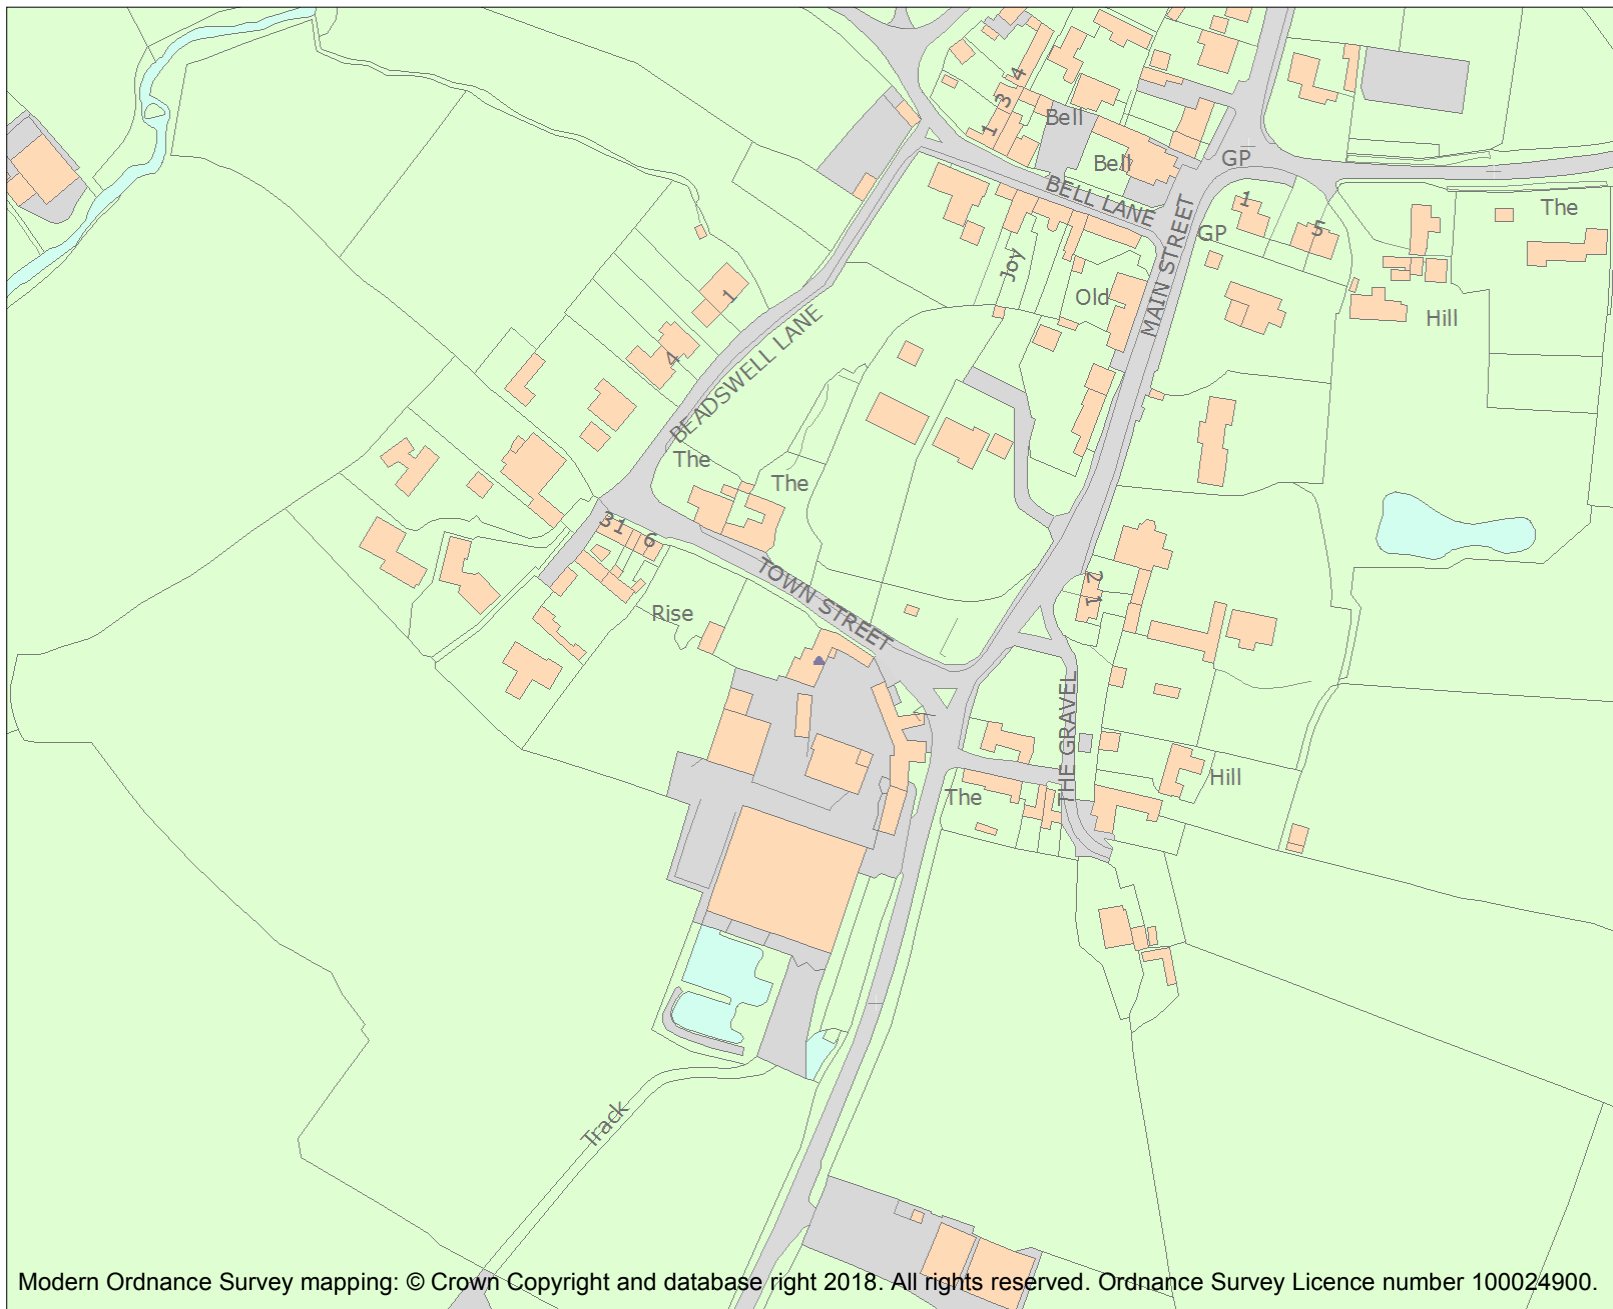 4
3
1
Bell
Bell
GP
BELL LANE
MAIN STREET
1
GP
5
The
Joy
Old
Hill
1
BEADSWELL LANE
4
The
The
31
6
TOWN STREET
2
1
Rise
THE GRAVEL
The
Hill
Track
Modern Ordnance Survey mapping: © Crown Copyright and database right 2018. All rights reserved. Ordnance Survey Licence number 100024900.